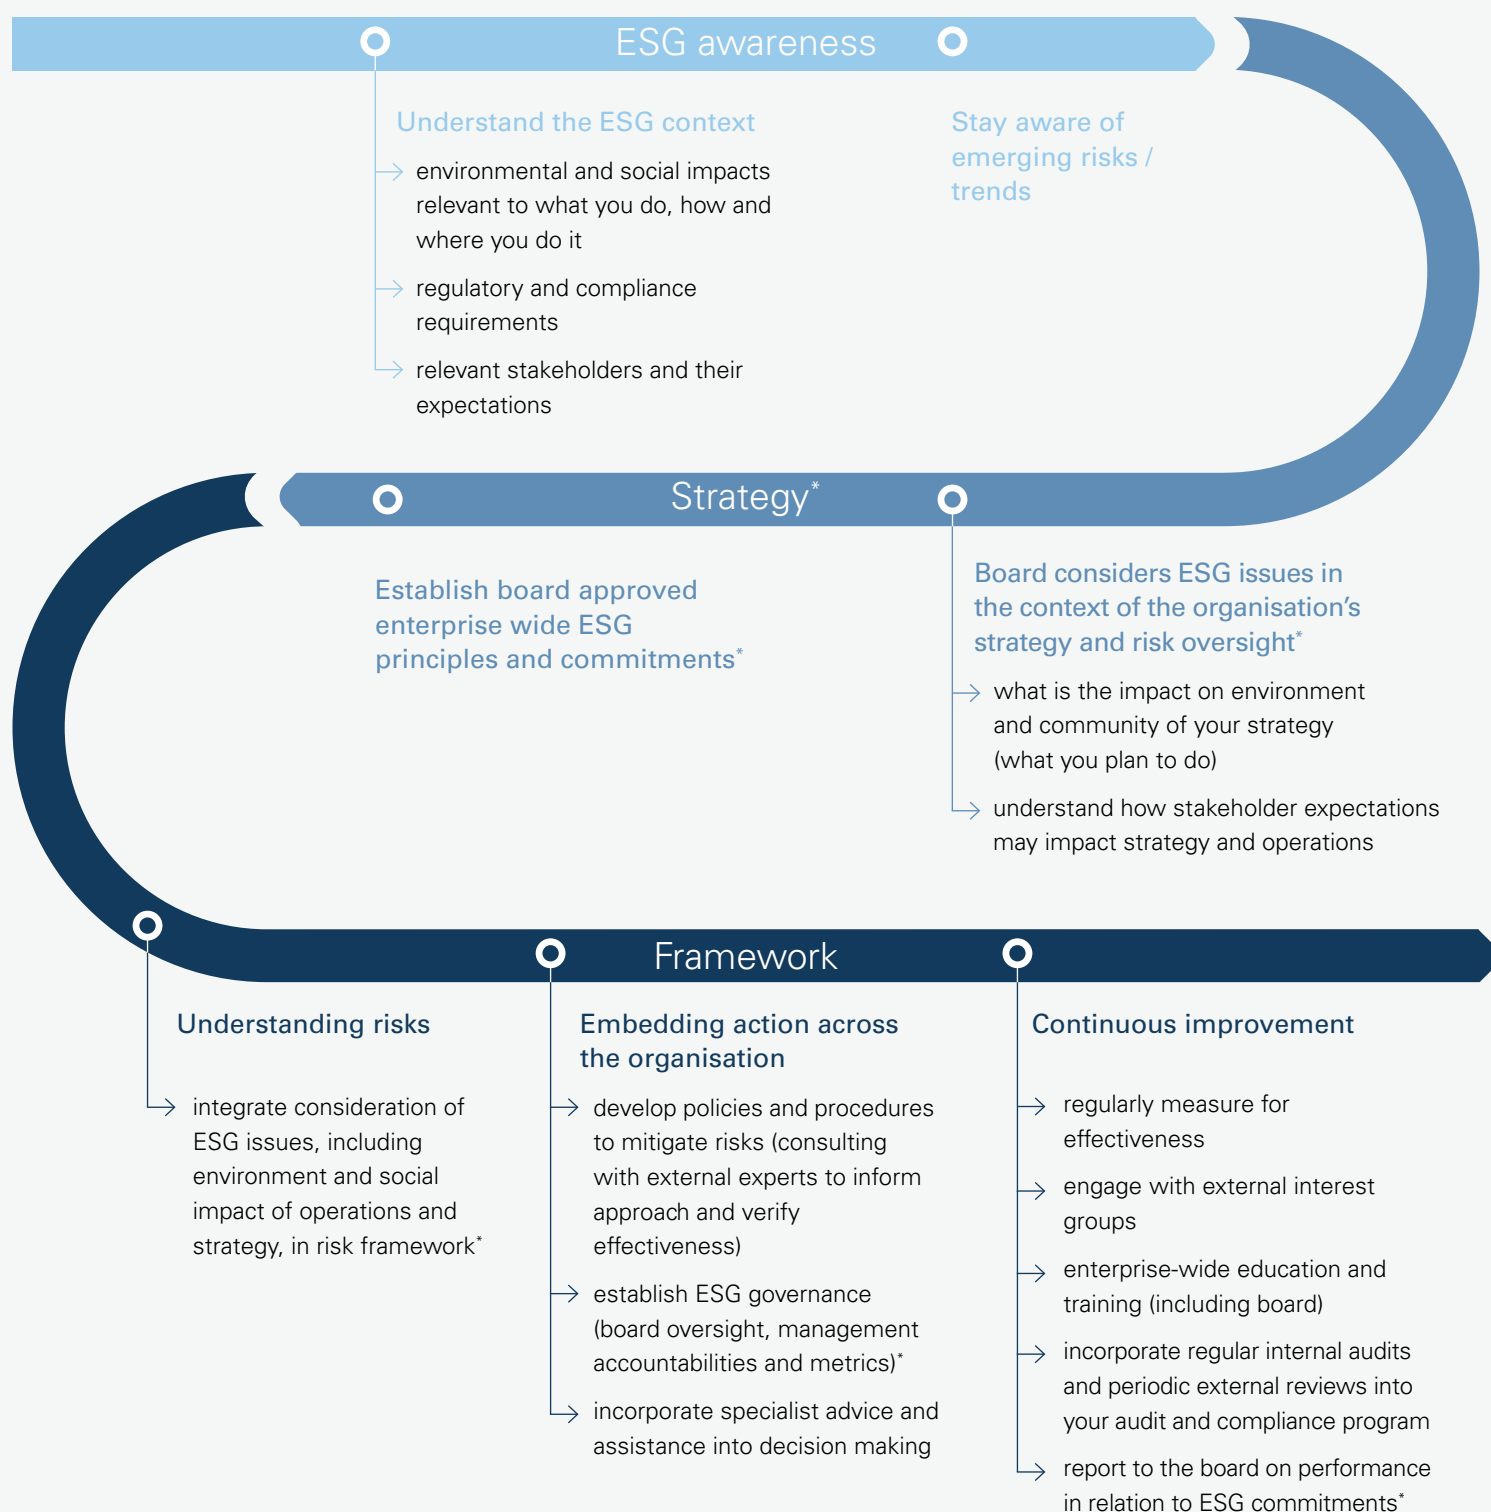 ESG awareness
Understand the ESG context
environmental and social impacts
relevant to what you do, how and
where you do it
regulatory and compliance
requirements
relevant stakeholders and their
expectations
Stay aware of
emerging risks /
trends
Strategy*
Board considers ESG issues in
the context of the organisation’s
strategy and risk oversight*
what is the impact on environment
and community of your strategy
(what you plan to do)
understand how stakeholder expectations
may impact strategy and operations
Establish board approved
enterprise wide ESG
principles and commitments*
Framework
Understanding risks
integrate consideration of
ESG issues, including
environment and social
impact of operations and
strategy, in risk framework*
Embedding action across
the organisation
develop policies and procedures
to mitigate risks (consulting
with external experts to inform
approach and verify
effectiveness)
establish ESG governance
(board oversight, management
accountabilities and metrics)*
incorporate specialist advice and
assistance into decision making
Continuous improvement
regularly measure for
effectiveness
engage with external interest
groups
enterprise-wide education and
training (including board)
incorporate regular internal audits
and periodic external reviews into
your audit and compliance program
report to the board on performance
in relation to ESG commitments*